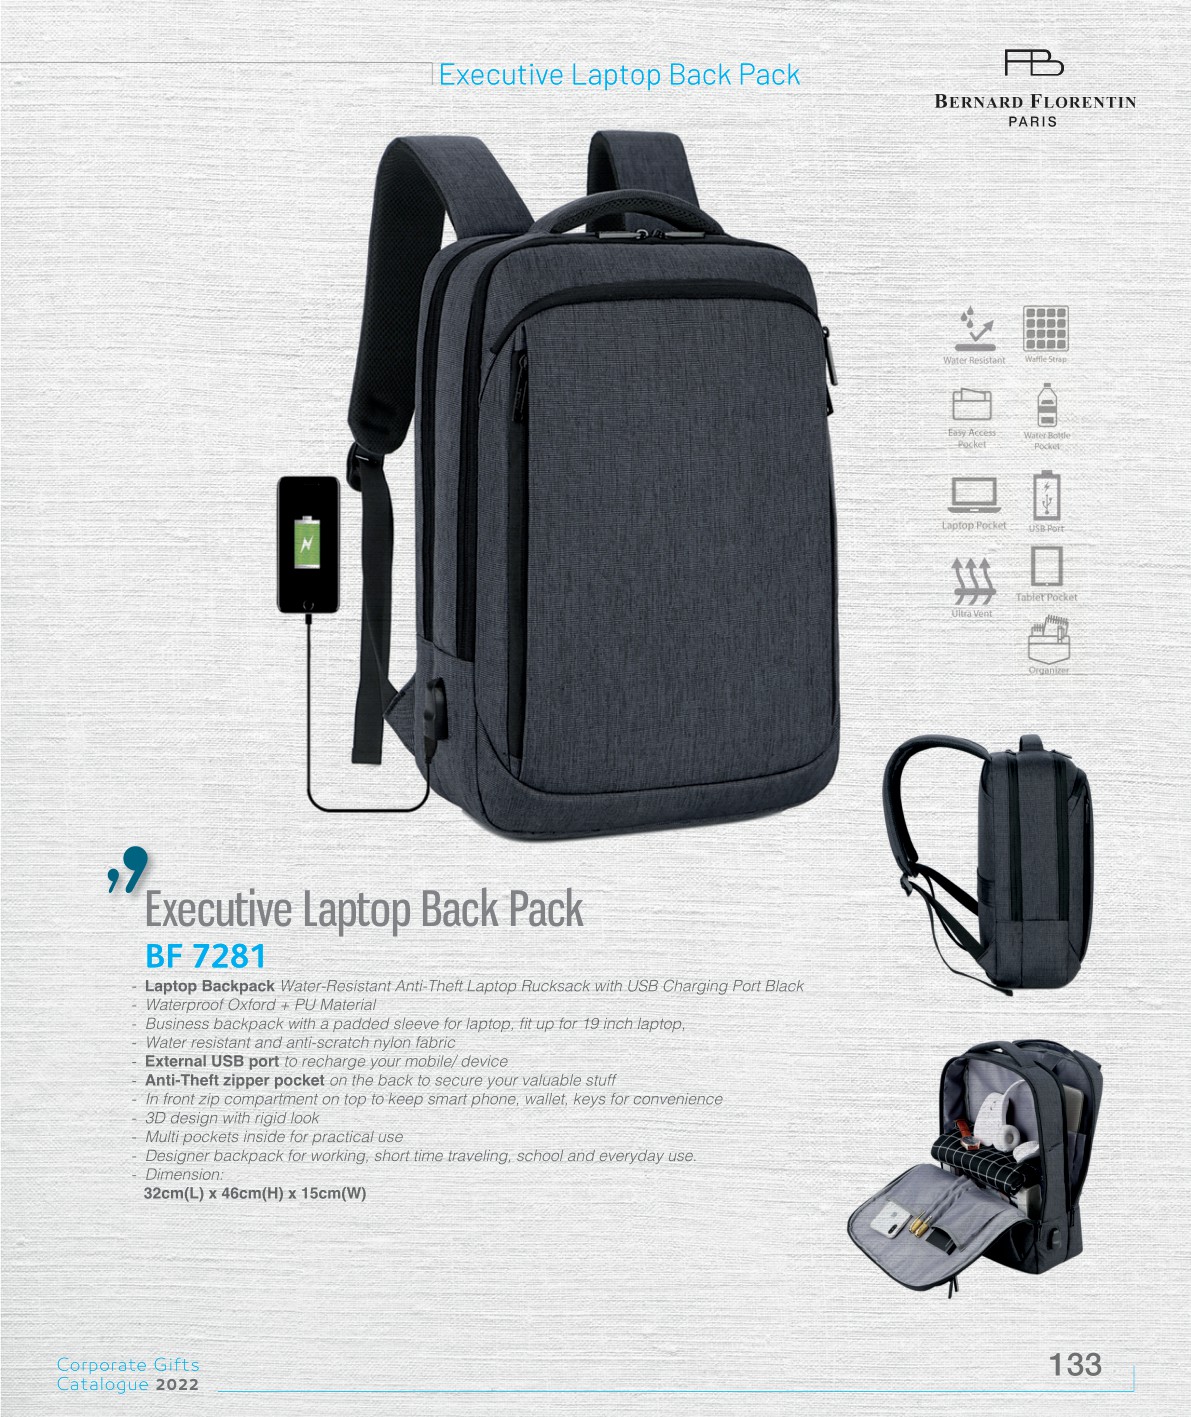 Executive Laptop Back Pack
BERNARD FLORENTIN
PARIS
Water Resistant
Waffle Strap
Easy Access
Pocket
Water Bottle
Pocket
Laptop Pocket
USB Port
Ultra Vent
Tablet Pocket
Organizer
Executive Laptop Back Pack
BF 7281
- Laptop Backpack Water-Resistant Anti-Theft Laptop Rucksack with USB Charging Port Black
- Waterproof Oxford + PU Material
- Business backpack with a padded sleeve for laptop, fit up for 19 inch laptop,
- Water resistant and anti-scratch nylon fabric
- External USB port to recharge your mobile/ device
- Anti-Theft zipper pocket on the back to secure your valuable stuff
- In front zip compartment on top to keep smart phone, wallet, keys for convenience
- 3D design with rigid look
- Multi pockets inside for practical use
- Designer backpack for working, short time traveling, school and everyday use.
- Dimension:
32cm(L) x 46cm(H) x 15cm(W)
Corporate Gifts
Catalogue 2022
133